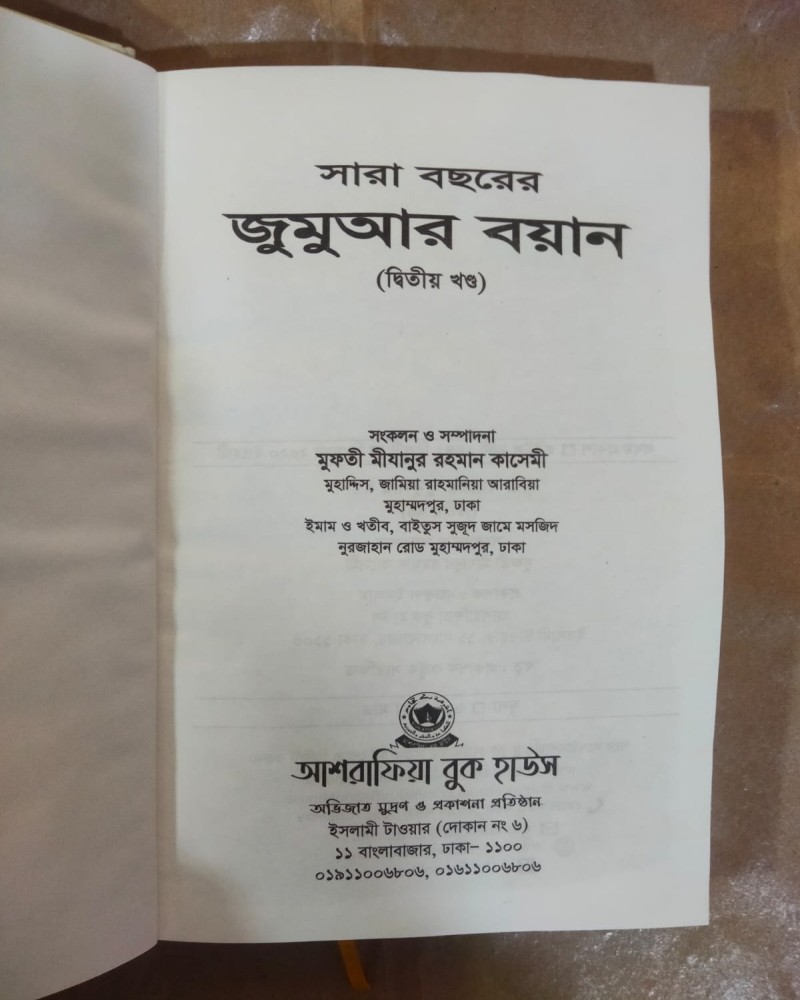 সারা বছরের
জুমুআর বয়ান
(দ্বিতীয় খণ্ড)
সংকলন ও সম্পাদনা
মুফতী মীযানুর রহমান কাসেমী
মুহাদ্দিস, জামিয়া রাহমানিয়া আরাবিয়া
মুহাম্মদপুর, ঢাকা
ইমাম ও খতীব, বাইতুস সুজূদ জামে মসজিদ
নুরজাহান রোড মুহাম্মদপুর, ঢাকা
আশরাফিয়া বুক হাউস
অভিজাত মুদ্রণ ও প্রকাশনা প্রতিষ্ঠান
ইসলামী টাওয়ার (দোকান নং ৬)
১১ বাংলাবাজার, ঢাকা– ১১০০
০১৯১১০০৬৮০৬, ০১৬১১০০৬৮০৬